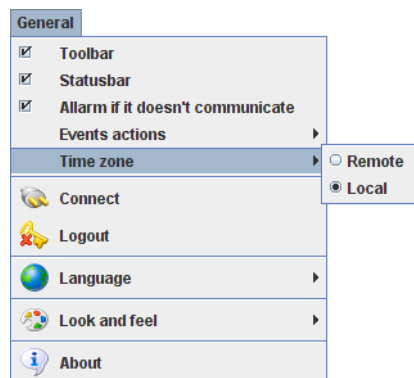 General
Toolbar
Statusbar
Allarm if it doesn't communicate
Events actions
Time zone
Remote
Local
Connect
Logout
Language
Look and feel
About